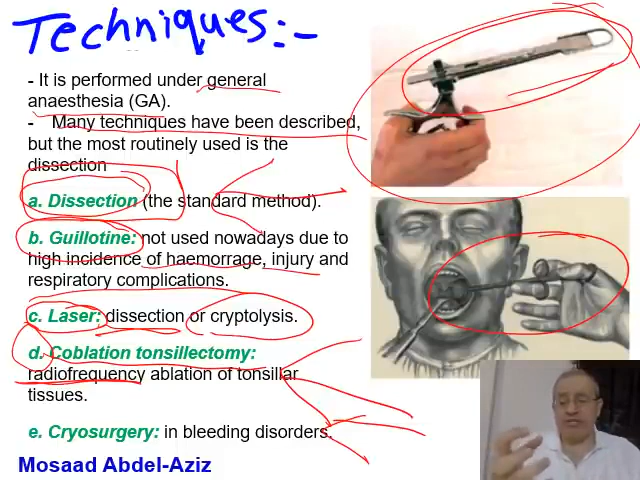 Techniques:-
- It is performed under general
anaesthesia (GA).
- Many techniques have been described,
but the most routinely used is the
dissection
a. Dissection (the standard method).
b. Guillotine: not used nowadays due to
high incidence of haemorrage, injury and
respiratory complications.
c. Laser: dissection or cryptolysis.
d. Coblation tonsillectomy:
radiofrequency ablation of tonsillar
tissues.
e. Cryosurgery: in bleeding disorders.
Mosaad Abdel-Aziz